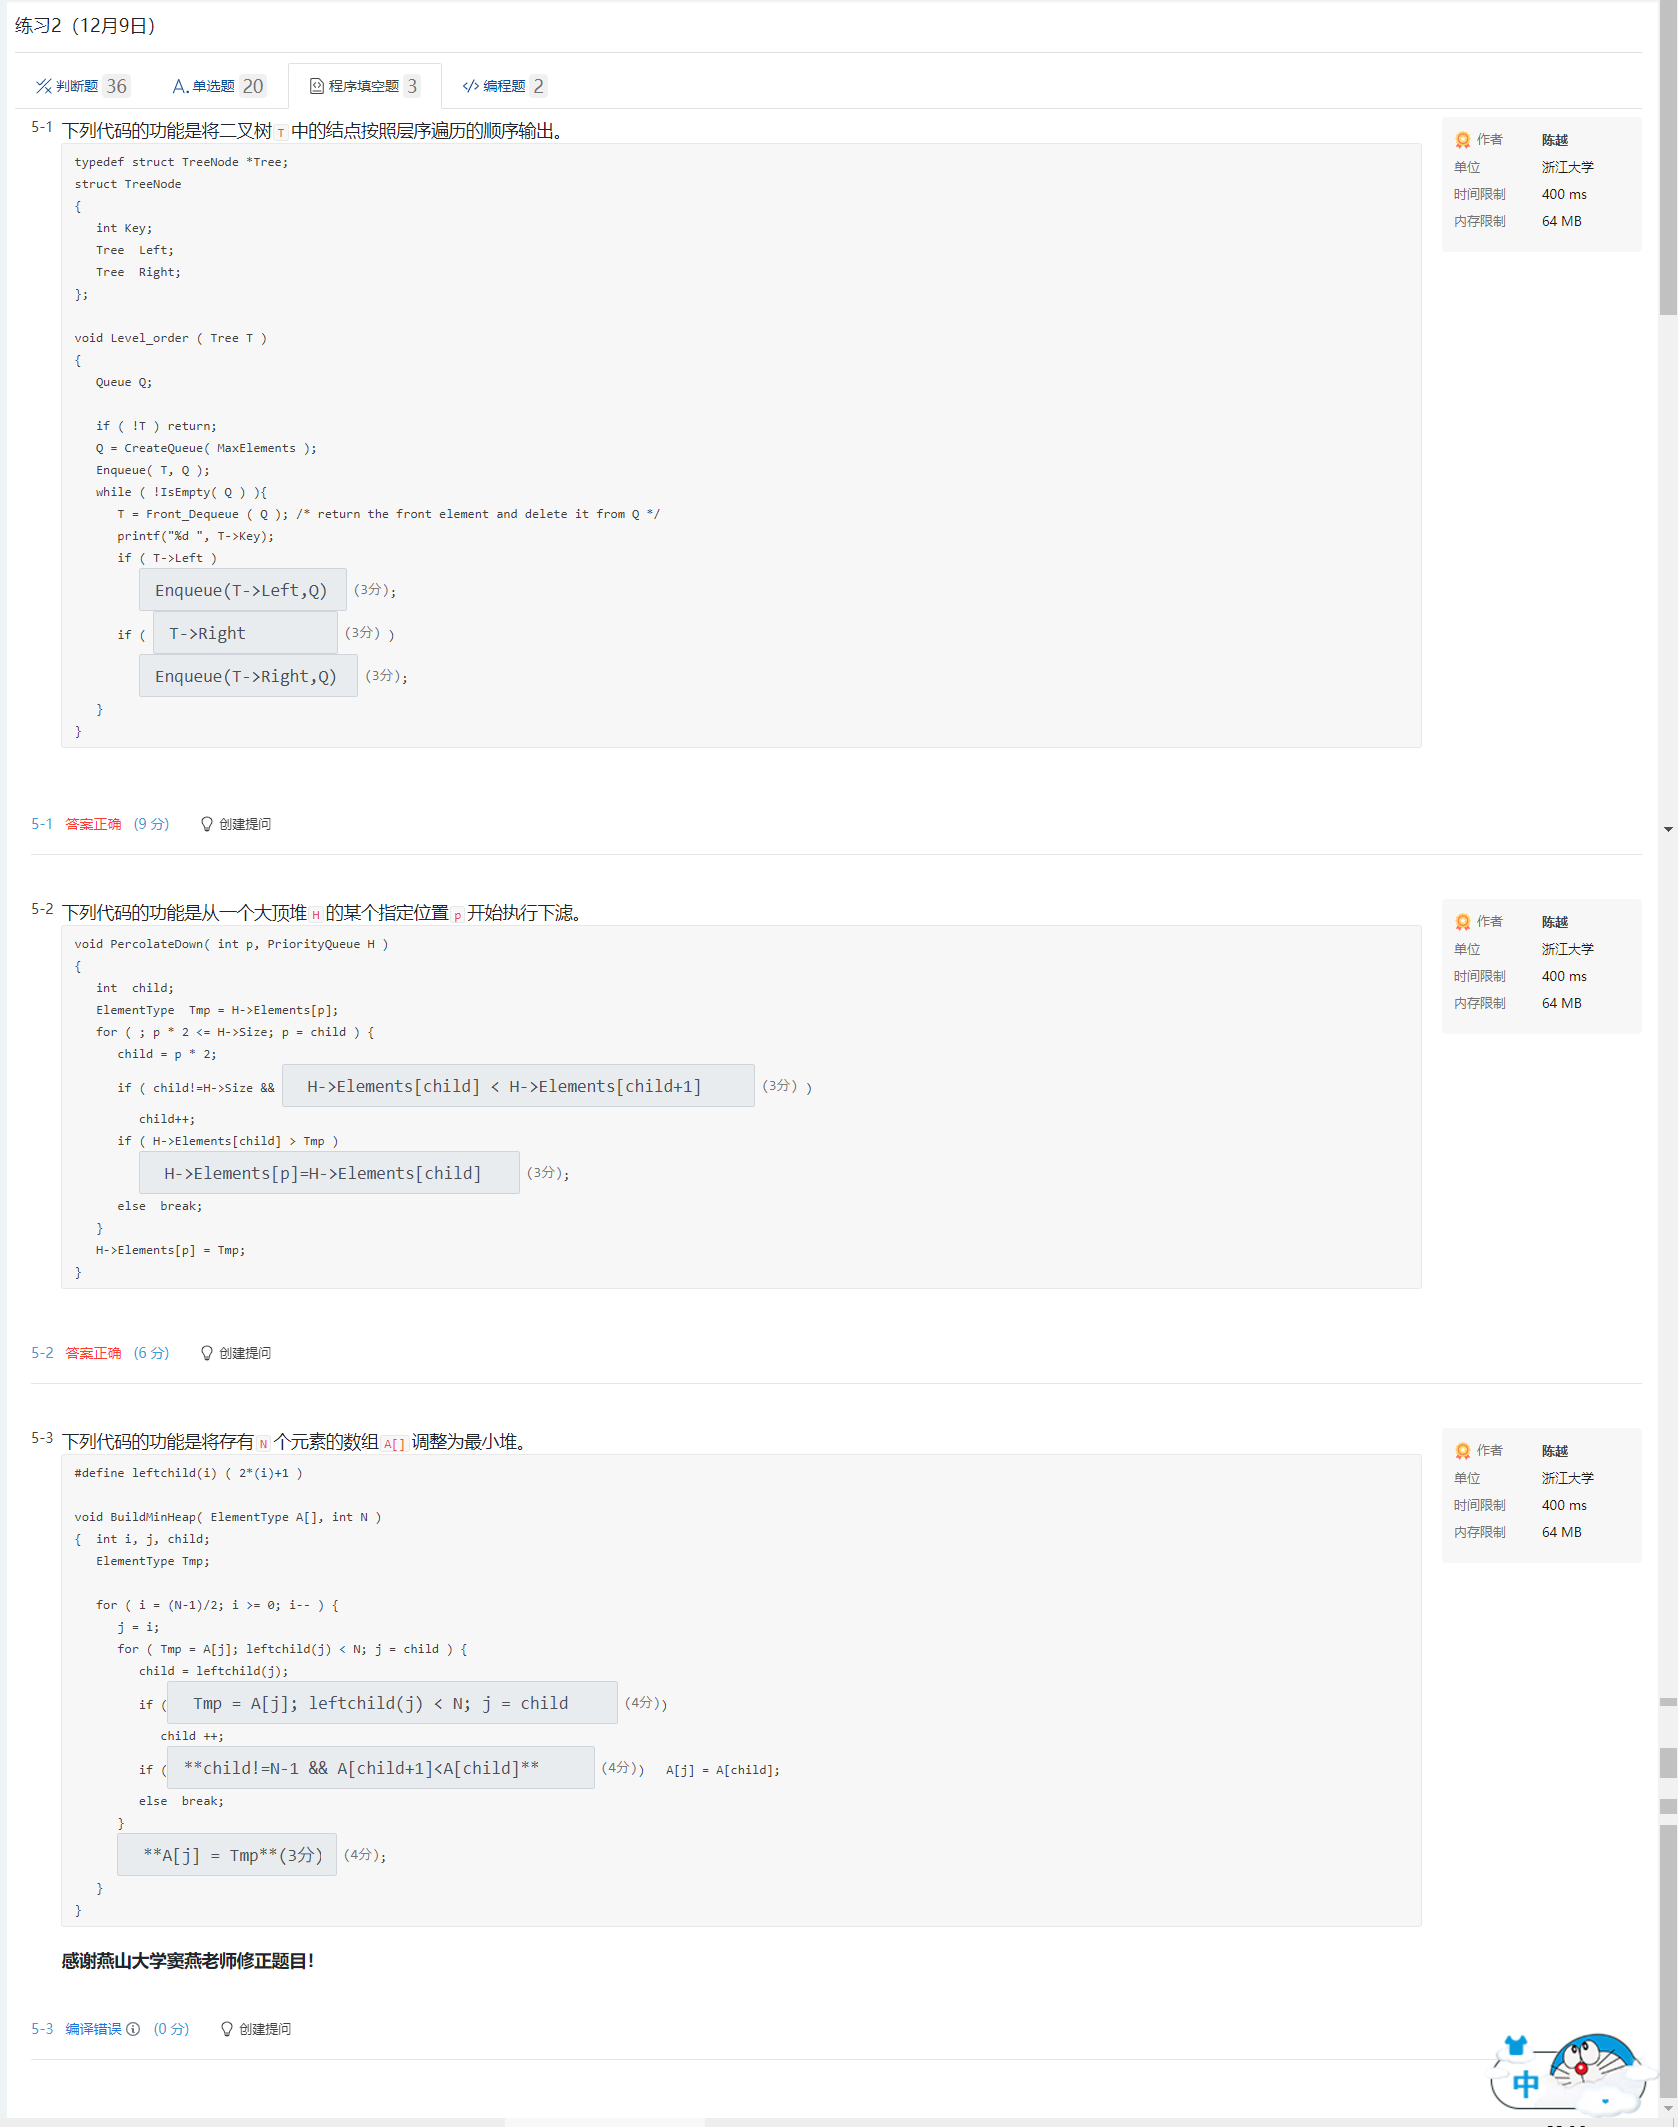 练习2（12月9日）
判断题 36 A. 单选题 20 程序填空题 3 </> 编程题 2
5-1 下列代码的功能是将二叉树T中的结点按照层序遍历的顺序输出。
作者 陈越
单位 浙江大学
时间限制 400 ms
内存限制 64 MB
typedef struct TreeNode *Tree;
struct TreeNode
{
int Key;
Tree  Left;
Tree  Right;
};
void Level_order ( Tree T )
{
Queue Q;
if ( !T ) return;
Q = CreateQueue( MaxElements );
Enqueue( T, Q );
while ( !IsEmpty( Q ) ){
T = Front_Dequeue ( Q ); /* return the front element and delete it from Q */
printf("%d ", T->Key);
if ( T->Left )
Enqueue(T->Left,Q) (3分);
if ( T->Right (3分) )
Enqueue(T->Right,Q) (3分);
}
}
5-1 答案正确 (9 分) 创建提问
5-2 下列代码的功能是从一个大顶堆H的某个指定位置p开始执行下滤。
作者 陈越
单位 浙江大学
时间限制 400 ms
内存限制 64 MB
void PercolateDown( int p, PriorityQueue H )
{
int  child;
ElementType  Tmp = H->Elements[p];
for ( ; p * 2 <= H->Size; p = child ) {
child = p * 2;
if ( child!=H->Size && H->Elements[child] < H->Elements[child+1] (3分) )
child++;
if ( H->Elements[child] > Tmp )
H->Elements[p]=H->Elements[child] (3分);
else  break;
}
H->Elements[p] = Tmp;
}
5-2 答案正确 (6 分) 创建提问
5-3 下列代码的功能是将存有N个元素的数组A[]调整为最小堆。
作者 陈越
单位 浙江大学
时间限制 400 ms
内存限制 64 MB
#define leftchild(i) ( 2*(i)+1 )
void BuildMinHeap( ElementType A[], int N )
{  int i, j, child;
ElementType Tmp;
for ( i = (N-1)/2; i >= 0; i-- ) {
j = i;
for ( Tmp = A[j]; leftchild(j) < N; j = child ) {
child = leftchild(j);
if ( Tmp = A[j]; leftchild(j) < N; j = child (4分))
child ++;
if ( **child!=N-1 && A[child+1]<A[child]** (4分))   A[j] = A[child];
else  break;
}
**A[j] = Tmp**(3分) (4分);
}
}
感谢燕山大学窦燕老师修正题目！
5-3 编译错误 (0 分) 创建提问
中